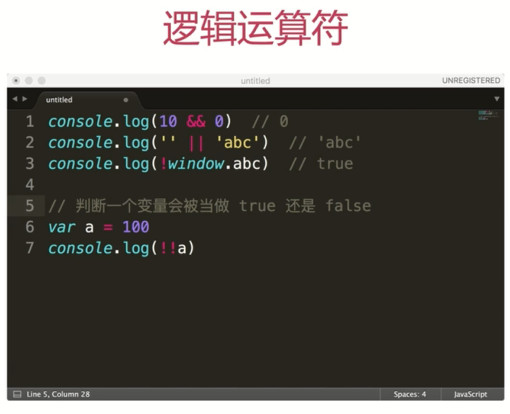 逻辑运算符
untitled
UNREGISTERED
untitled
1 console.log(10 && 0)  // 0
2 console.log('' || 'abc')  // 'abc'
3 console.log(!window.abc)  // true
4
5 // 判断一个变量会被当做 true 还是 false
6 var a = 100
7 console.log(!!a)
Line 5, Column 28
Spaces: 4
JavaScript